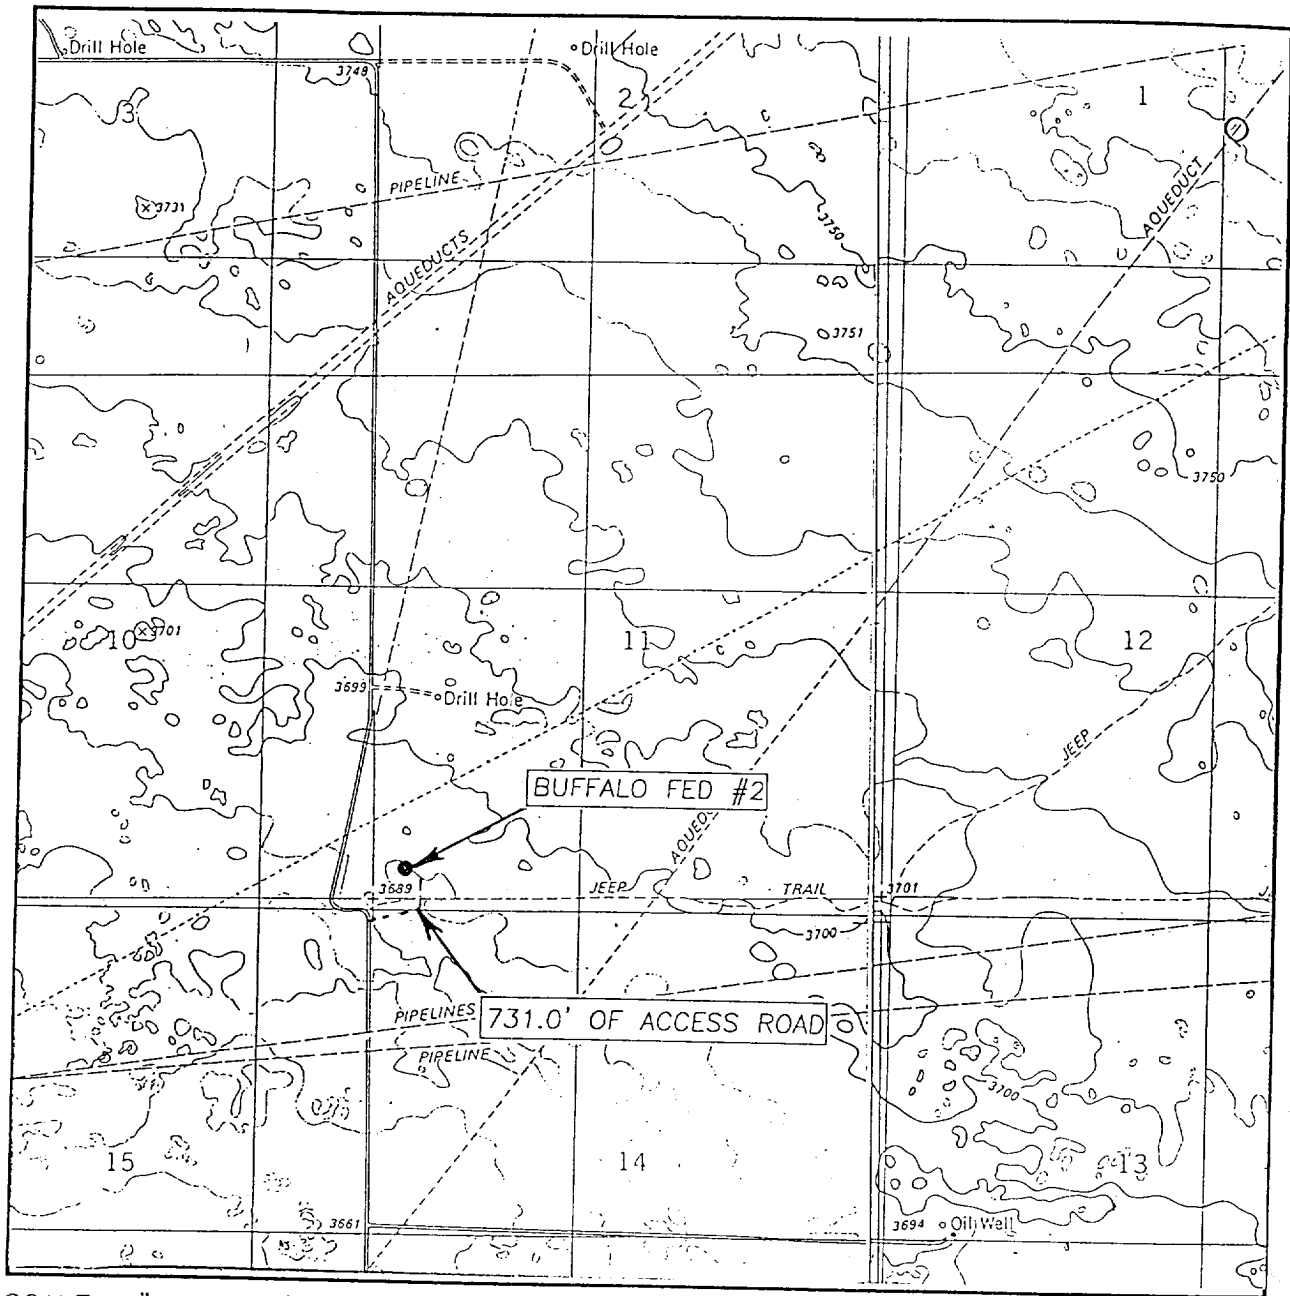 Drill Hole
Drill Hole
3748
3
2
1
PIPELINE
3731
3750
AQUEDUCT
AQUEDUCTS
3751
3750
10
3701
11
12
3699
Drill Hole
JEEP
BUFFALO FED #2
AQUEDU
3689
JEEP
TRAIL
3701
3700
PIPELINES
731.0' OF ACCESS ROAD
PIPELINE
3700
15
14
13
3661
3694
Oil Well